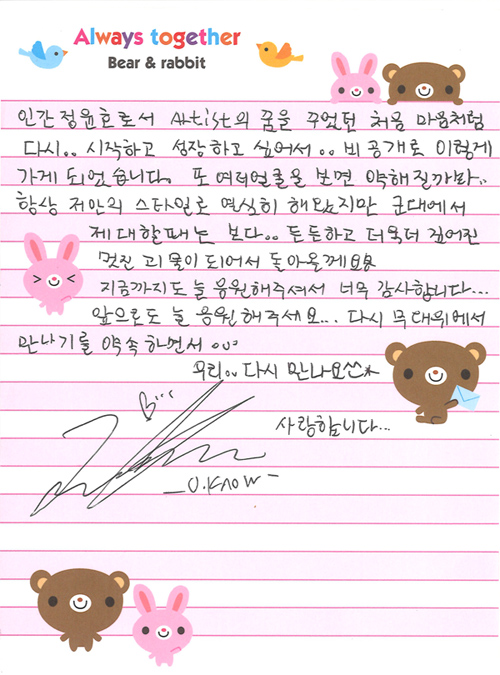 Always together
Bear & rabbit
인간정윤호로서 Artist의 꿈을 꾸었던 처음 마음처럼
다시.. 시작하고 성장하고 싶어서.. 비공개로 이렇게
가게 되었습니다. 또 여러얼굴을 보면 약해질까봐..
항상 저만의 스타일로 열심히 해왔지만 군대에서
제대할때는 보다.. 든든하고 더욱더 깊어진
멋진 괴물이 되어서 돌아올께요
지금까지도 늘 응원해주셔서 너무 감사합니다...
앞으로도 늘 응원해주세요... 다시 무대위에서
만나기를 약속하면서...
우리.. 다시 만나요^^*
사랑합니다...
-U.Know-